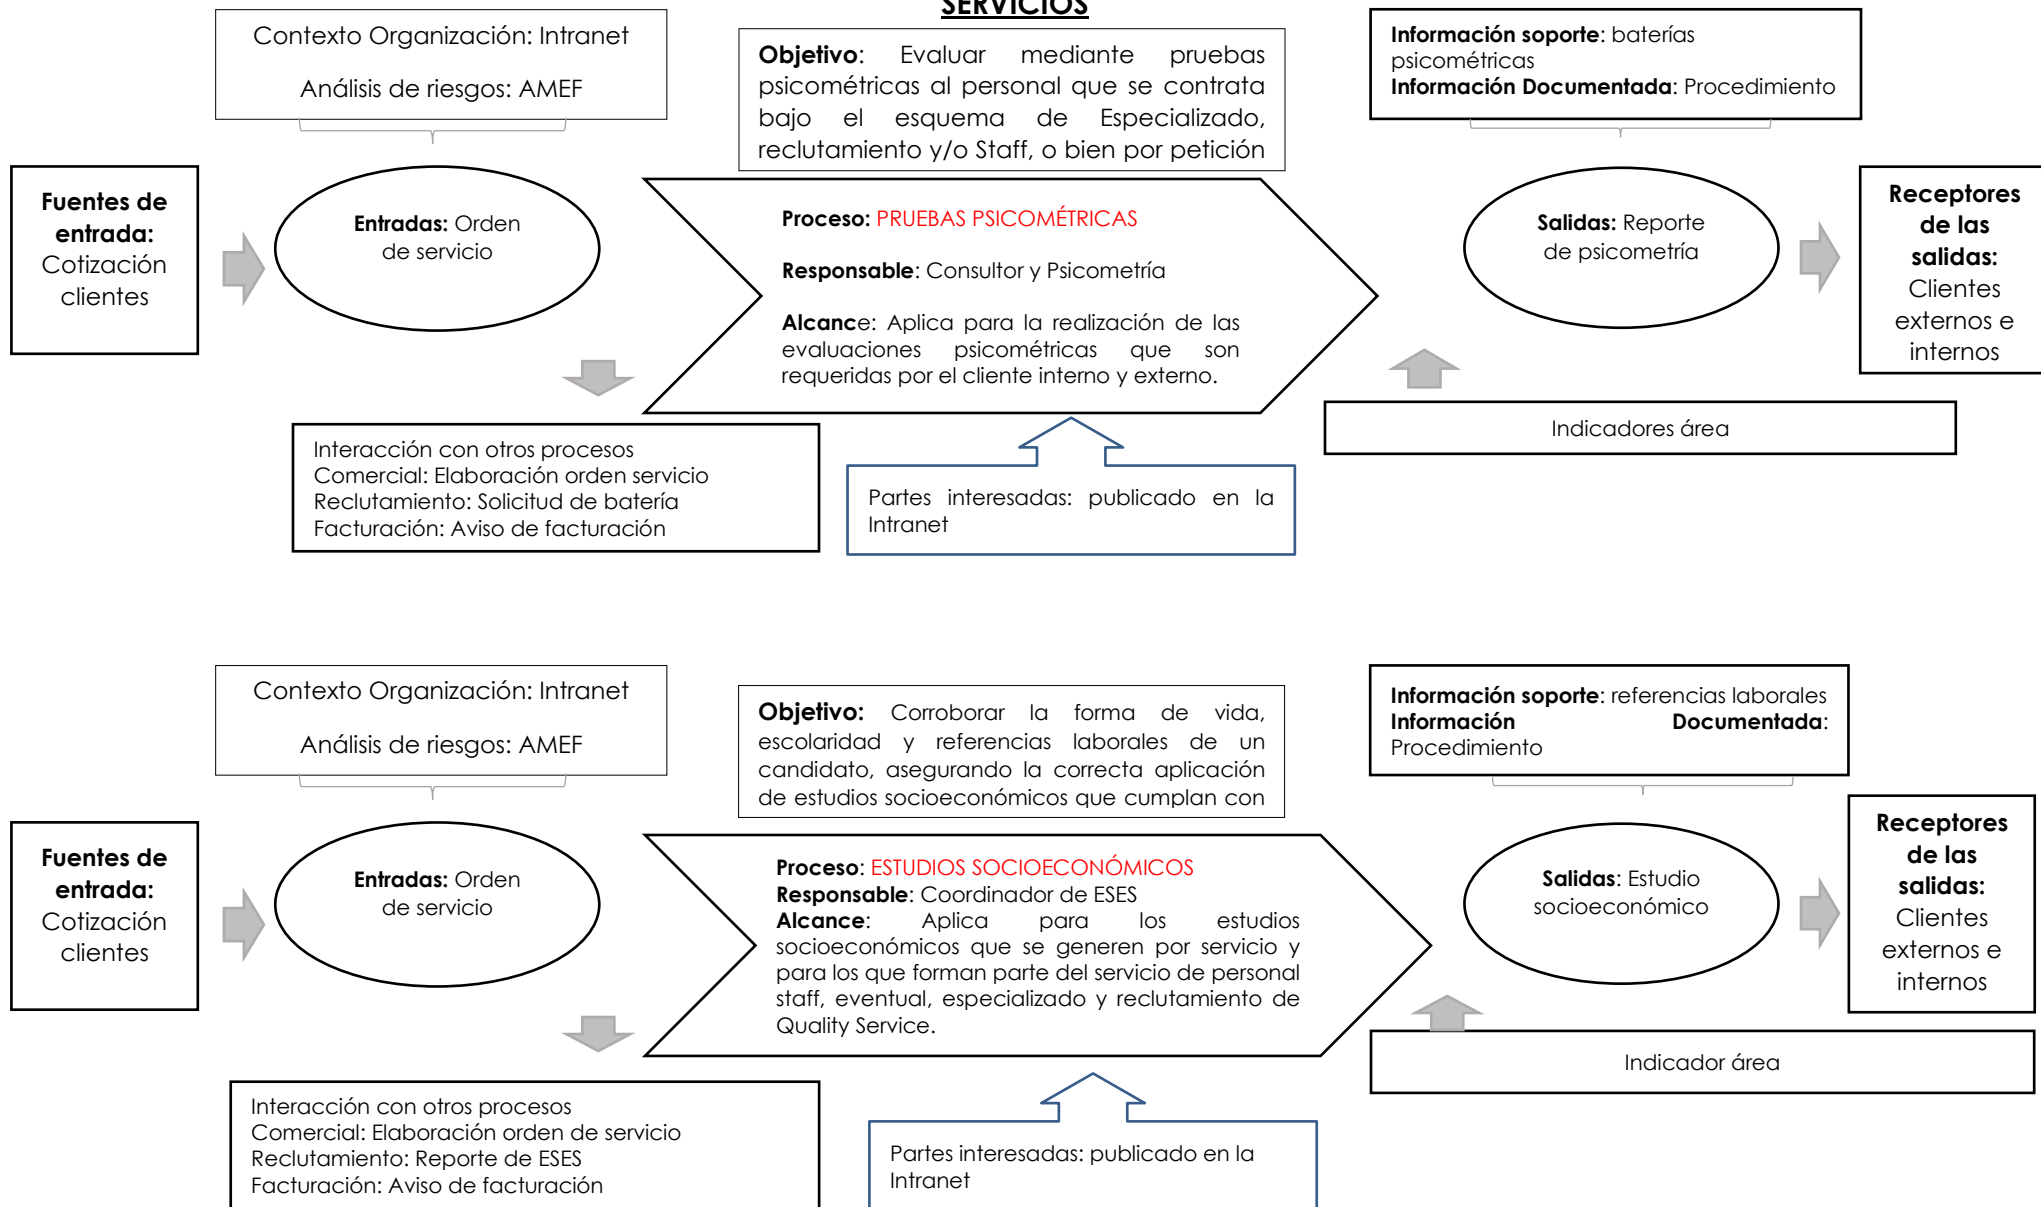 SERVICIOS
Contexto Organización: Intranet
Análisis de riesgos: AMEF
Objetivo: Evaluar mediante pruebas
psicométricas al personal que se contrata
bajo el esquema de Especializado,
reclutamiento y/o Staff, o bien por petición
Información soporte: baterías
psicométricas
Información Documentada: Procedimiento
Fuentes de
entrada:
Cotización
clientes
Entradas: Orden
de servicio
Proceso: PRUEBAS PSICOMÉTRICAS
Responsable: Consultor y Psicometría
Alcance: Aplica para la realización de las
evaluaciones psicométricas que son
requeridas por el cliente interno y externo.
Salidas: Reporte
de psicometría
Receptores
de las
salidas:
Clientes
externos e
internos
Interacción con otros procesos
Comercial: Elaboración orden servicio
Reclutamiento: Solicitud de batería
Facturación: Aviso de facturación
Partes interesadas: publicado en la
Intranet
Indicadores área
Contexto Organización: Intranet
Análisis de riesgos: AMEF
Objetivo: Corroborar la forma de vida,
escolaridad y referencias laborales de un
candidato, asegurando la correcta aplicación
de estudios socioeconómicos que cumplan con
Información soporte: referencias laborales
Información Documentada:
Procedimiento
Fuentes de
entrada:
Cotización
clientes
Entradas: Orden
de servicio
Proceso: ESTUDIOS SOCIOECONÓMICOS
Responsable: Coordinador de ESES
Alcance: Aplica para los estudios
socioeconómicos que se generen por servicio y
para los que forman parte del servicio de personal
staff, eventual, especializado y reclutamiento de
Quality Service.
Salidas: Estudio
socioeconómico
Receptores
de las
salidas:
Clientes
externos e
internos
Interacción con otros procesos
Comercial: Elaboración orden de servicio
Reclutamiento: Reporte de ESES
Facturación: Aviso de facturación
Partes interesadas: publicado en la
Intranet
Indicador área